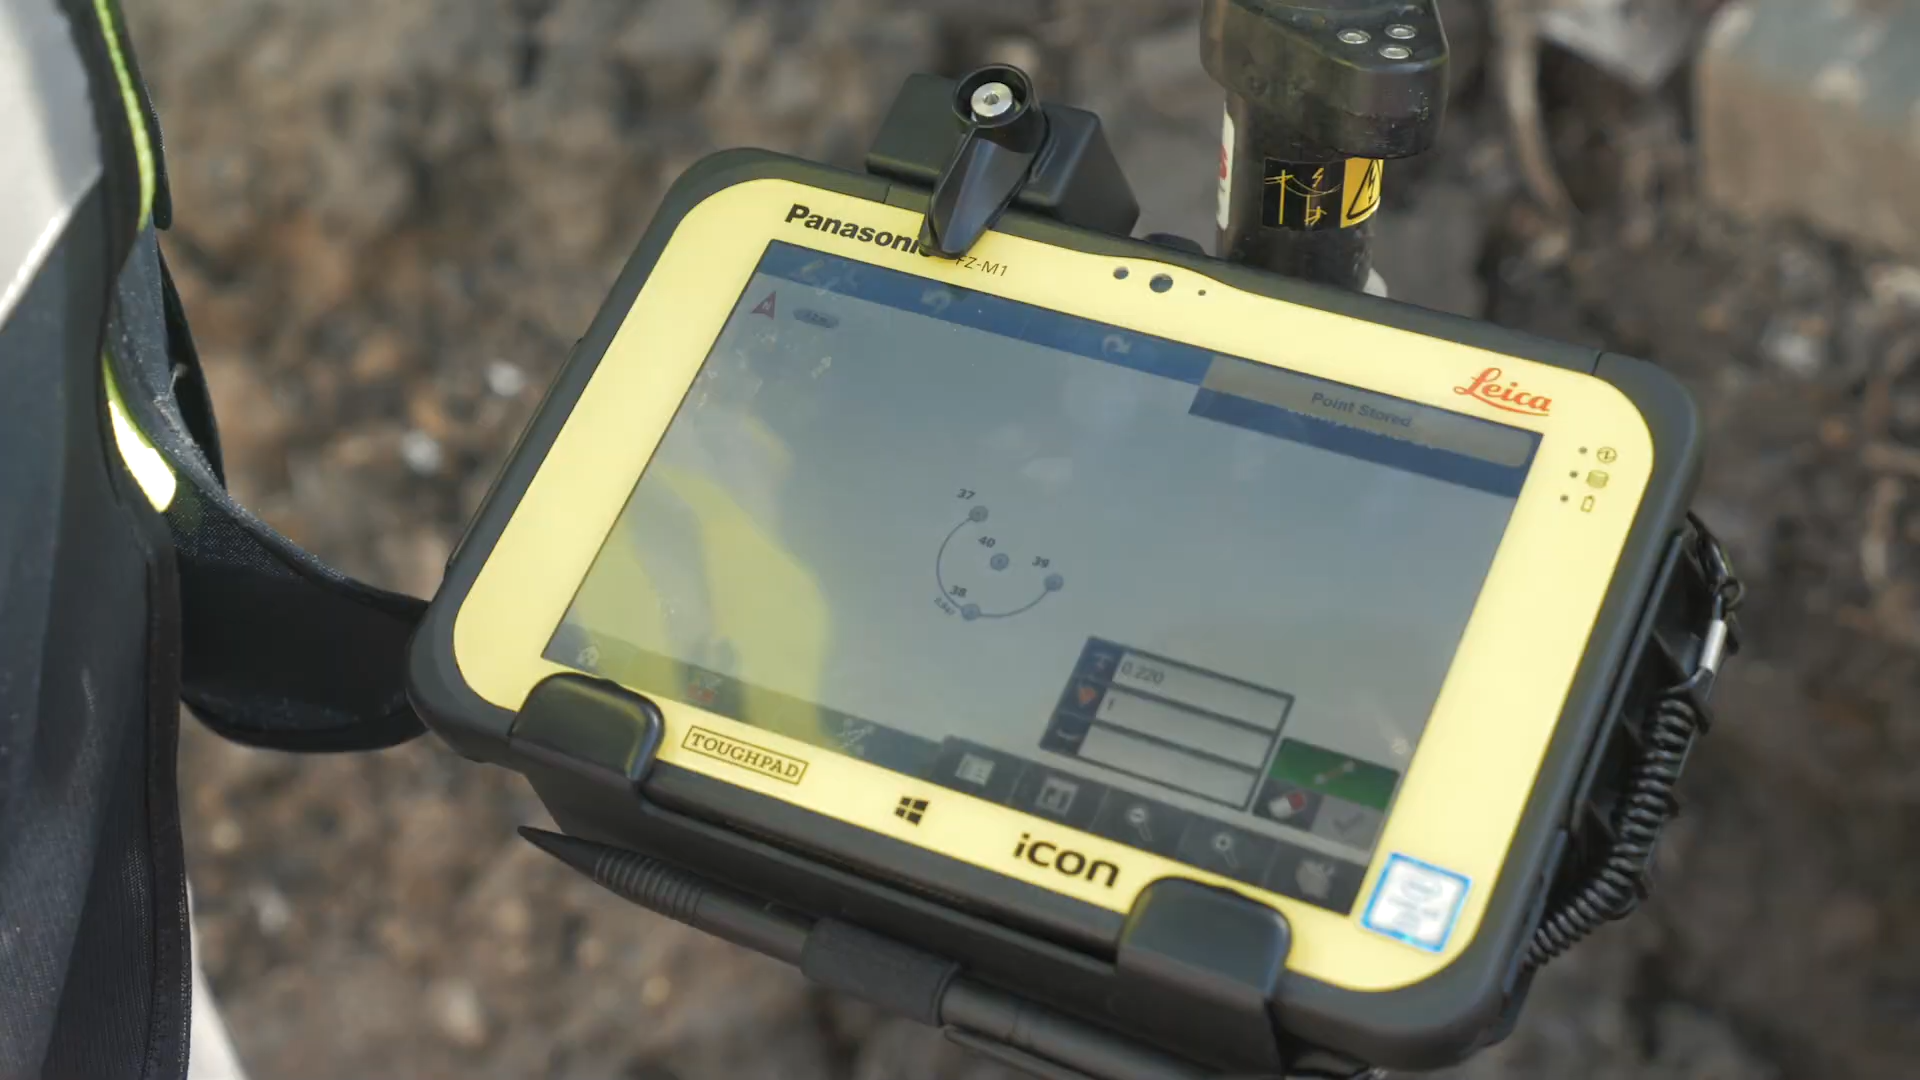 Panasonic
FZ-M1
Leica
Point Stored
37
40
39
38
0.220
1
TOUGHPAD
iCON